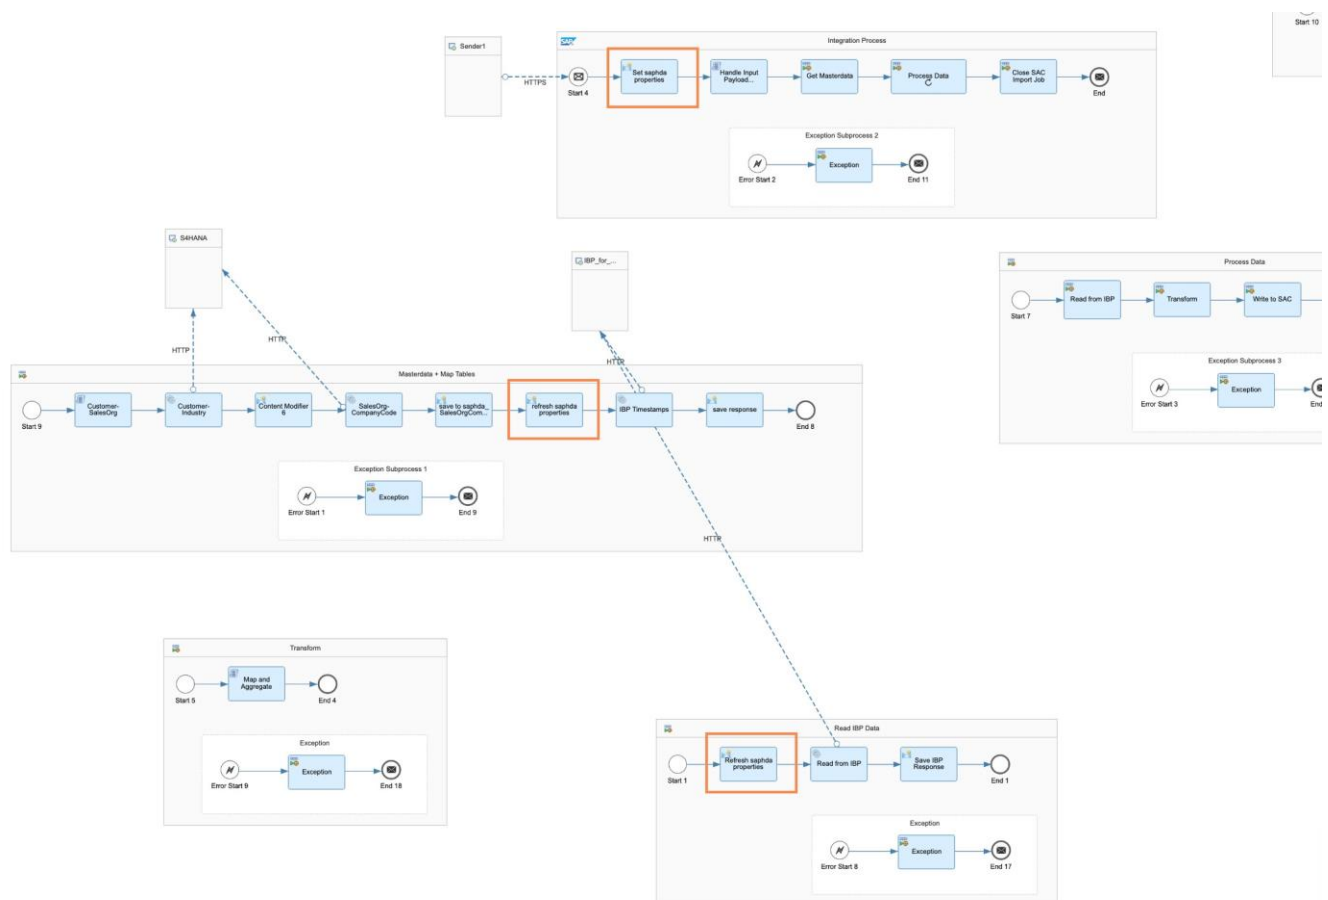 Start 10
Sender1
HTTPS
SAP
Integration Process
Start 4
Set saphda
properties
Handle Input
Payload...
Get Masterdata
Process Data
Close SAC
Import Job
End
Exception Subprocess 2
Error Start 2
Exception
End 11
S4HANA
HTTP
HTTP
IBP_for_...
HTTP
Process Data
Start 7
Read from IBP
Transform
Write to SAC
Exception Subprocess 3
Error Start 3
Exception
End
Masterdata + Map Tables
Start 9
Customer-
SalesOrg
Customer-
Industry
Content Modifier
6
SalesOrg-
CompanyCode
save to saphda_
SalesOrgCom...
refresh saphda
properties
IBP Timestamps
save response
End 8
Exception Subprocess 1
Error Start 1
Exception
End 9
HTTP
Transform
Start 5
Map and
Aggregate
End 4
Exception
Error Start 9
Exception
End 18
Read IBP Data
Start 1
Refresh saphda
properties
Read from IBP
Save IBP
Response
End 1
Exception
Error Start 8
Exception
End 17